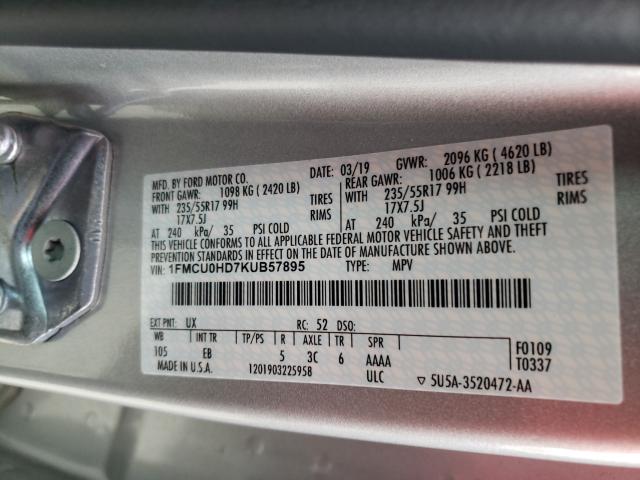 MFD. BY FORD MOTOR CO.
DATE: 03/19 GVWR: 2096 KG ( 4620 LB)
FRONT GAWR: 1098 KG ( 2420 LB)
REAR GAWR: 1006 KG ( 2218 LB)
WITH 235/55R17 99H TIRES
WITH 235/55R17 99H TIRES
17X7.5J RIMS
17X7.5J RIMS
AT 240 kPa/ 35 PSI COLD
AT 240 kPa/ 35 PSI COLD
THIS VEHICLE CONFORMS TO ALL APPLICABLE FEDERAL MOTOR VEHICLE SAFETY AND THEFT
PREVENTION STANDARDS IN EFFECT ON THE DATE OF MANUFACTURE SHOWN ABOVE.
VIN: 1FMCU0HD7KUB57895 TYPE: MPV
EXT PNT: UX RC: 52 DSO:
WB INT TR TP/PS R AXLE TR SPR
105 EB 5 3C 6 AAAA
F0109
T0337
MADE IN U.S.A. 1201903225958 ULC
▽ 5U5A-3520472-AA